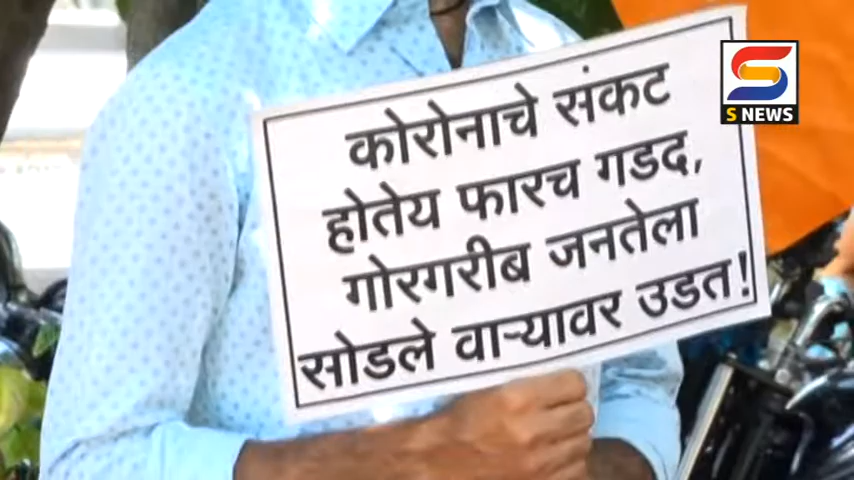 कोरोनाचे संकट
होतेय फारच गडद,
गोरगरीब जनतेला
सोडले वाऱ्यावर उडत!
S NEWS